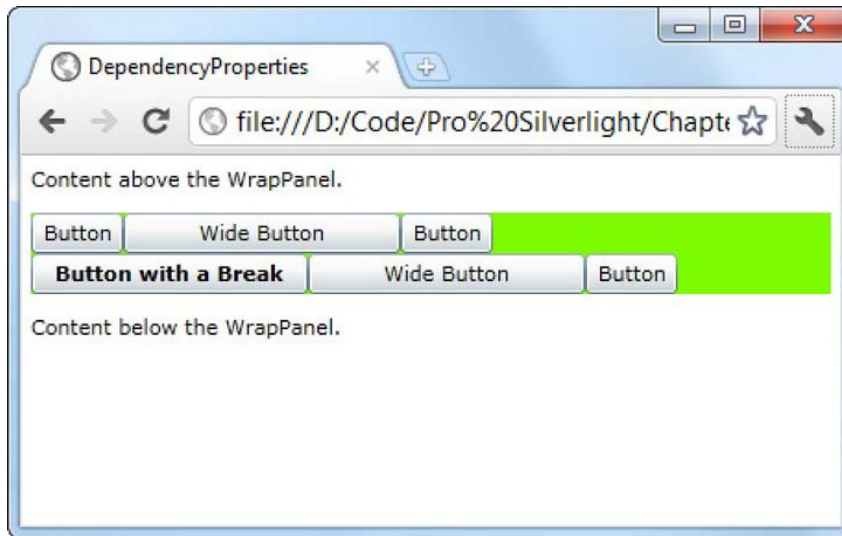 DependencyProperties
file:///D:/Code/Pro%20Silverlight/Chapte
Content above the WrapPanel.
Button Wide Button Button
Button with a Break Wide Button Button
Content below the WrapPanel.